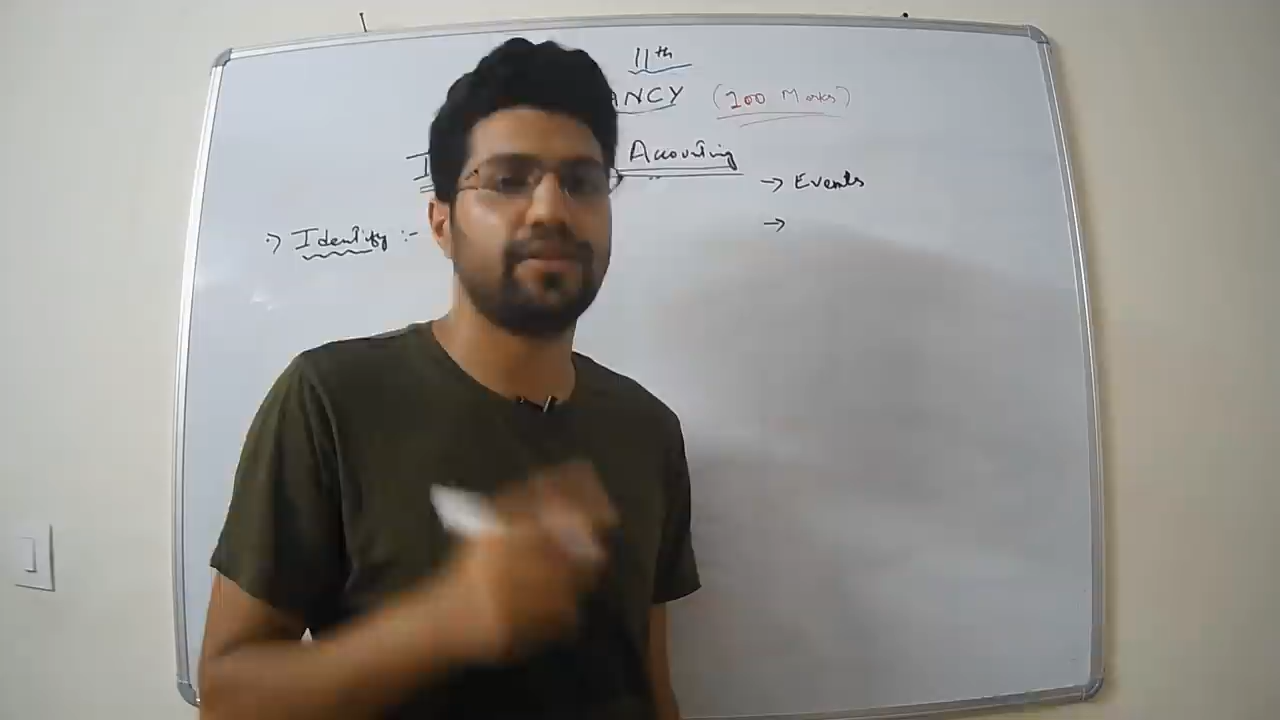 11th
ANCY (100 Marks)
I Accounting
→ Events
·) Identify :-
→